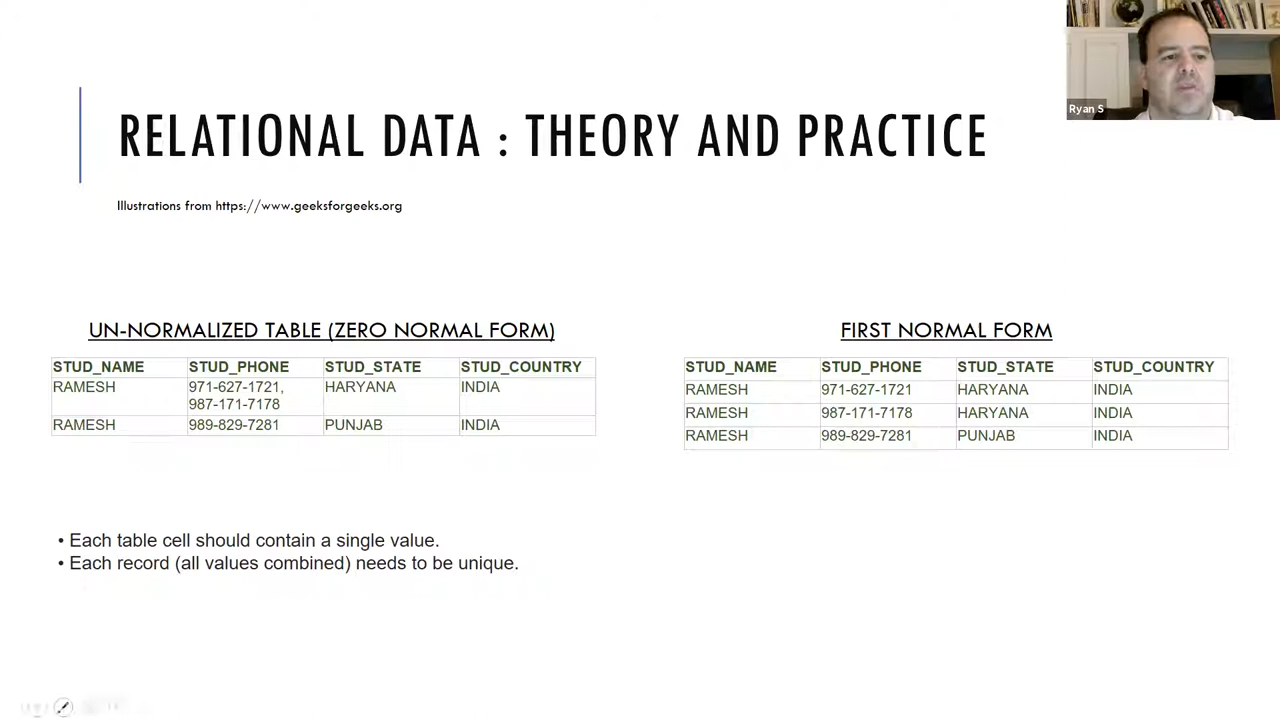 Ryan S
RELATIONAL DATA : THEORY AND PRACTICE
Illustrations from https://www.geeksforgeeks.org
UN-NORMALIZED TABLE (ZERO NORMAL FORM)
STUD_NAME STUD_PHONE STUD_STATE STUD_COUNTRY
RAMESH 971-627-1721, HARYANA INDIA
987-171-7178
RAMESH 989-829-7281 PUNJAB INDIA
FIRST NORMAL FORM
STUD_NAME STUD_PHONE STUD_STATE STUD_COUNTRY
RAMESH 971-627-1721 HARYANA INDIA
RAMESH 987-171-7178 HARYANA INDIA
RAMESH 989-829-7281 PUNJAB INDIA
• Each table cell should contain a single value.
• Each record (all values combined) needs to be unique.